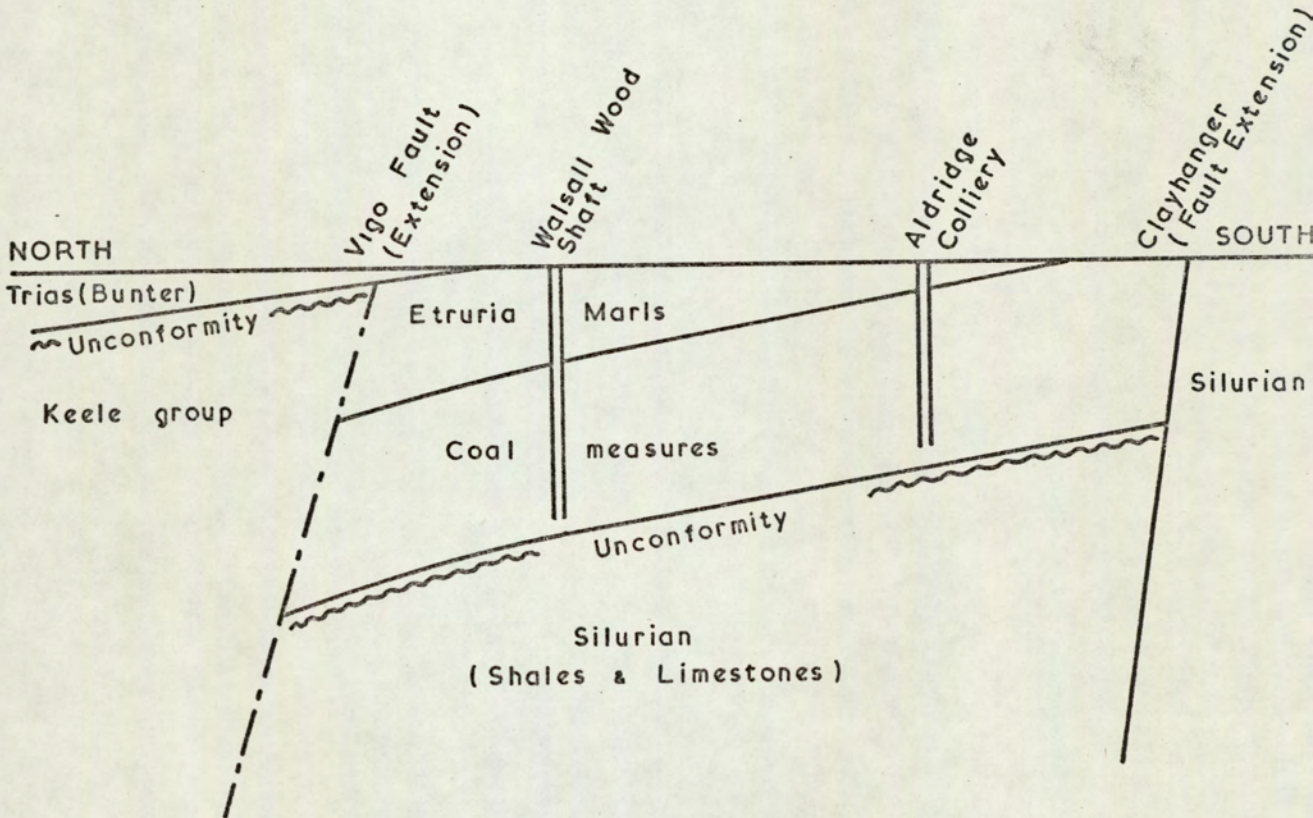 Vigo Fault
(Extension)
Walsall Wood
Shaft
Aldridge
Colliery
Clayhanger
(Fault Extension)
NORTH
SOUTH
Trias(Bunter)
Unconformity
Etruria Marls
Keele group
Silurian
Coal measures
Unconformity
Silurian
(Shales & Limestones)